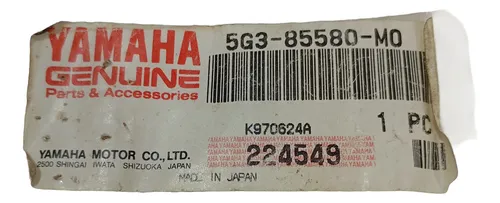 YAMAHA
GENUINE
Parts & Accessories
5G3-85580-M0
K970624A
1 PC
224549
YAMAHA MOTOR CO., LTD.
2500 SHINGAI IWATA SHIZUOKA JAPAN
MADE IN JAPAN